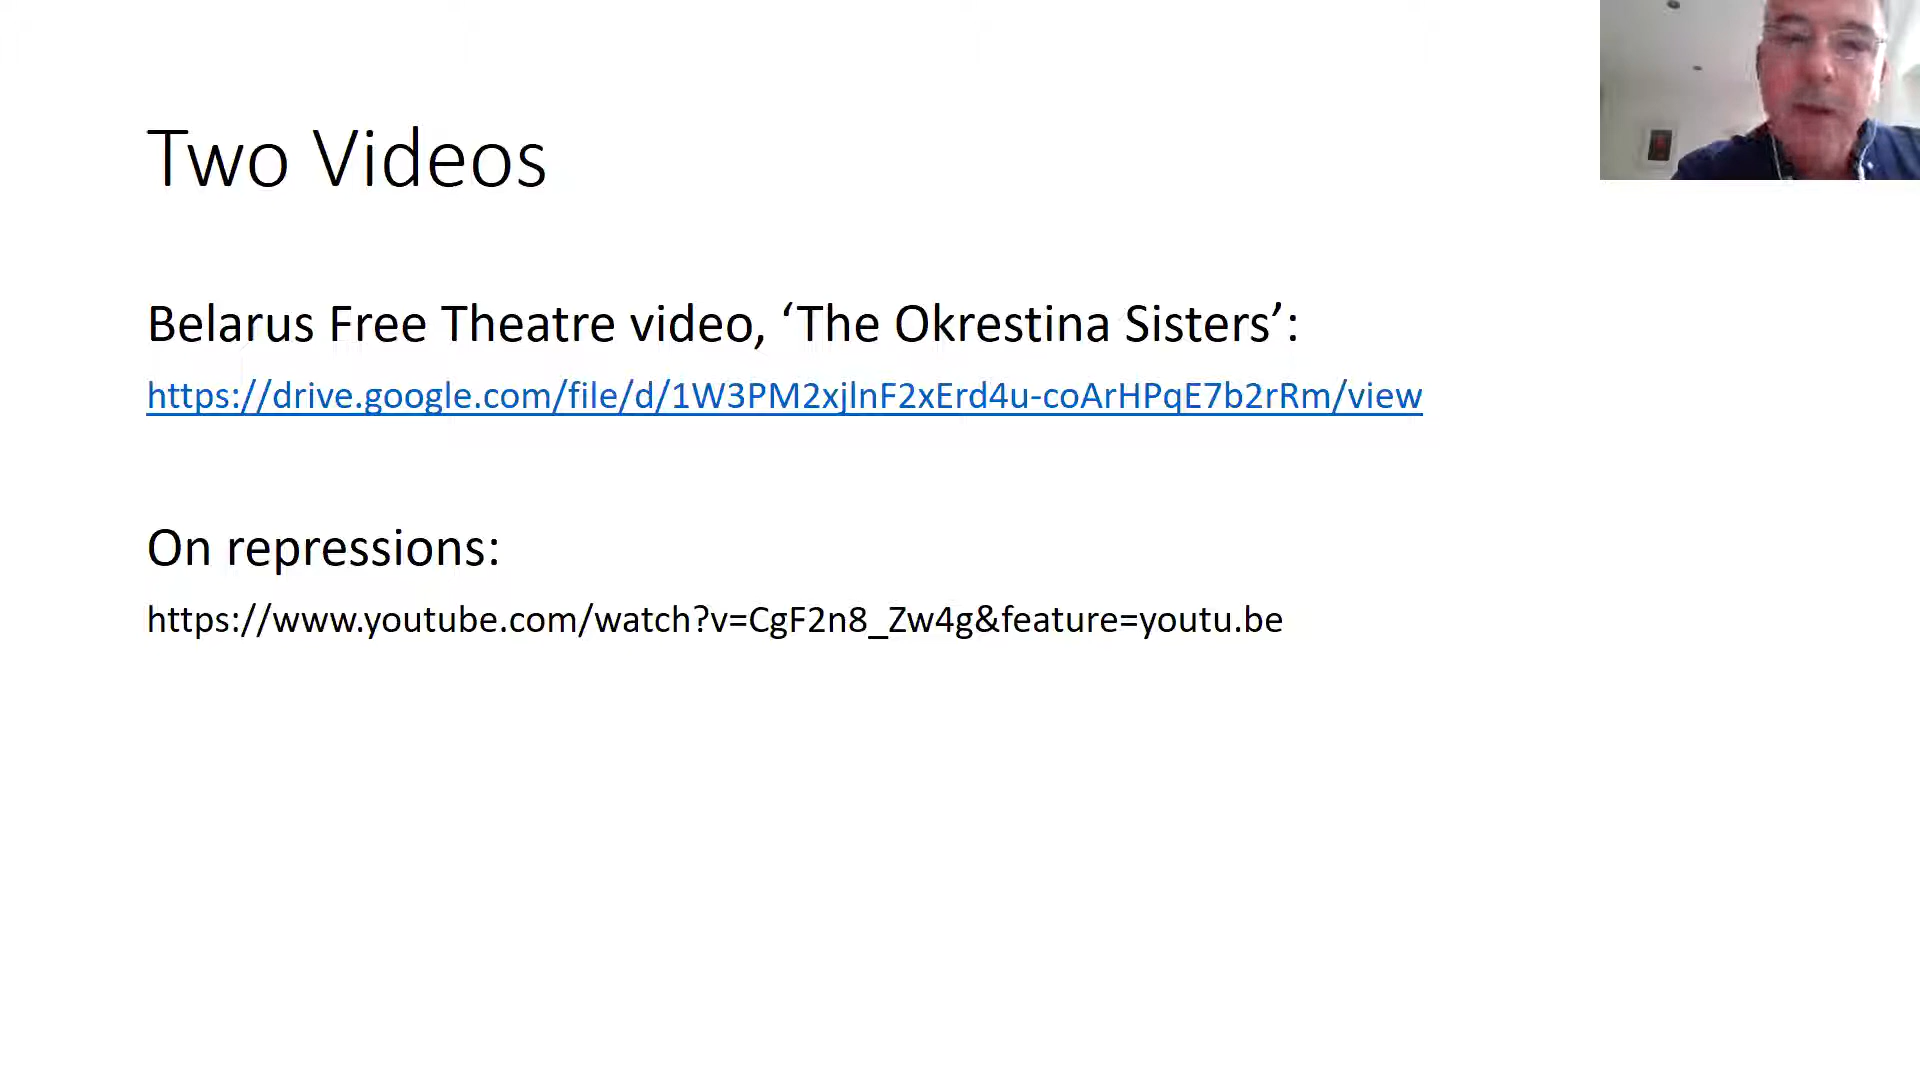 Two Videos
Belarus Free Theatre video, ‘The Okrestina Sisters’:
https://drive.google.com/file/d/1W3PM2xjlnF2xErd4u-coArHPqE7b2rRm/view
On repressions:
https://www.youtube.com/watch?v=CgF2n8_Zw4g&feature=youtu.be